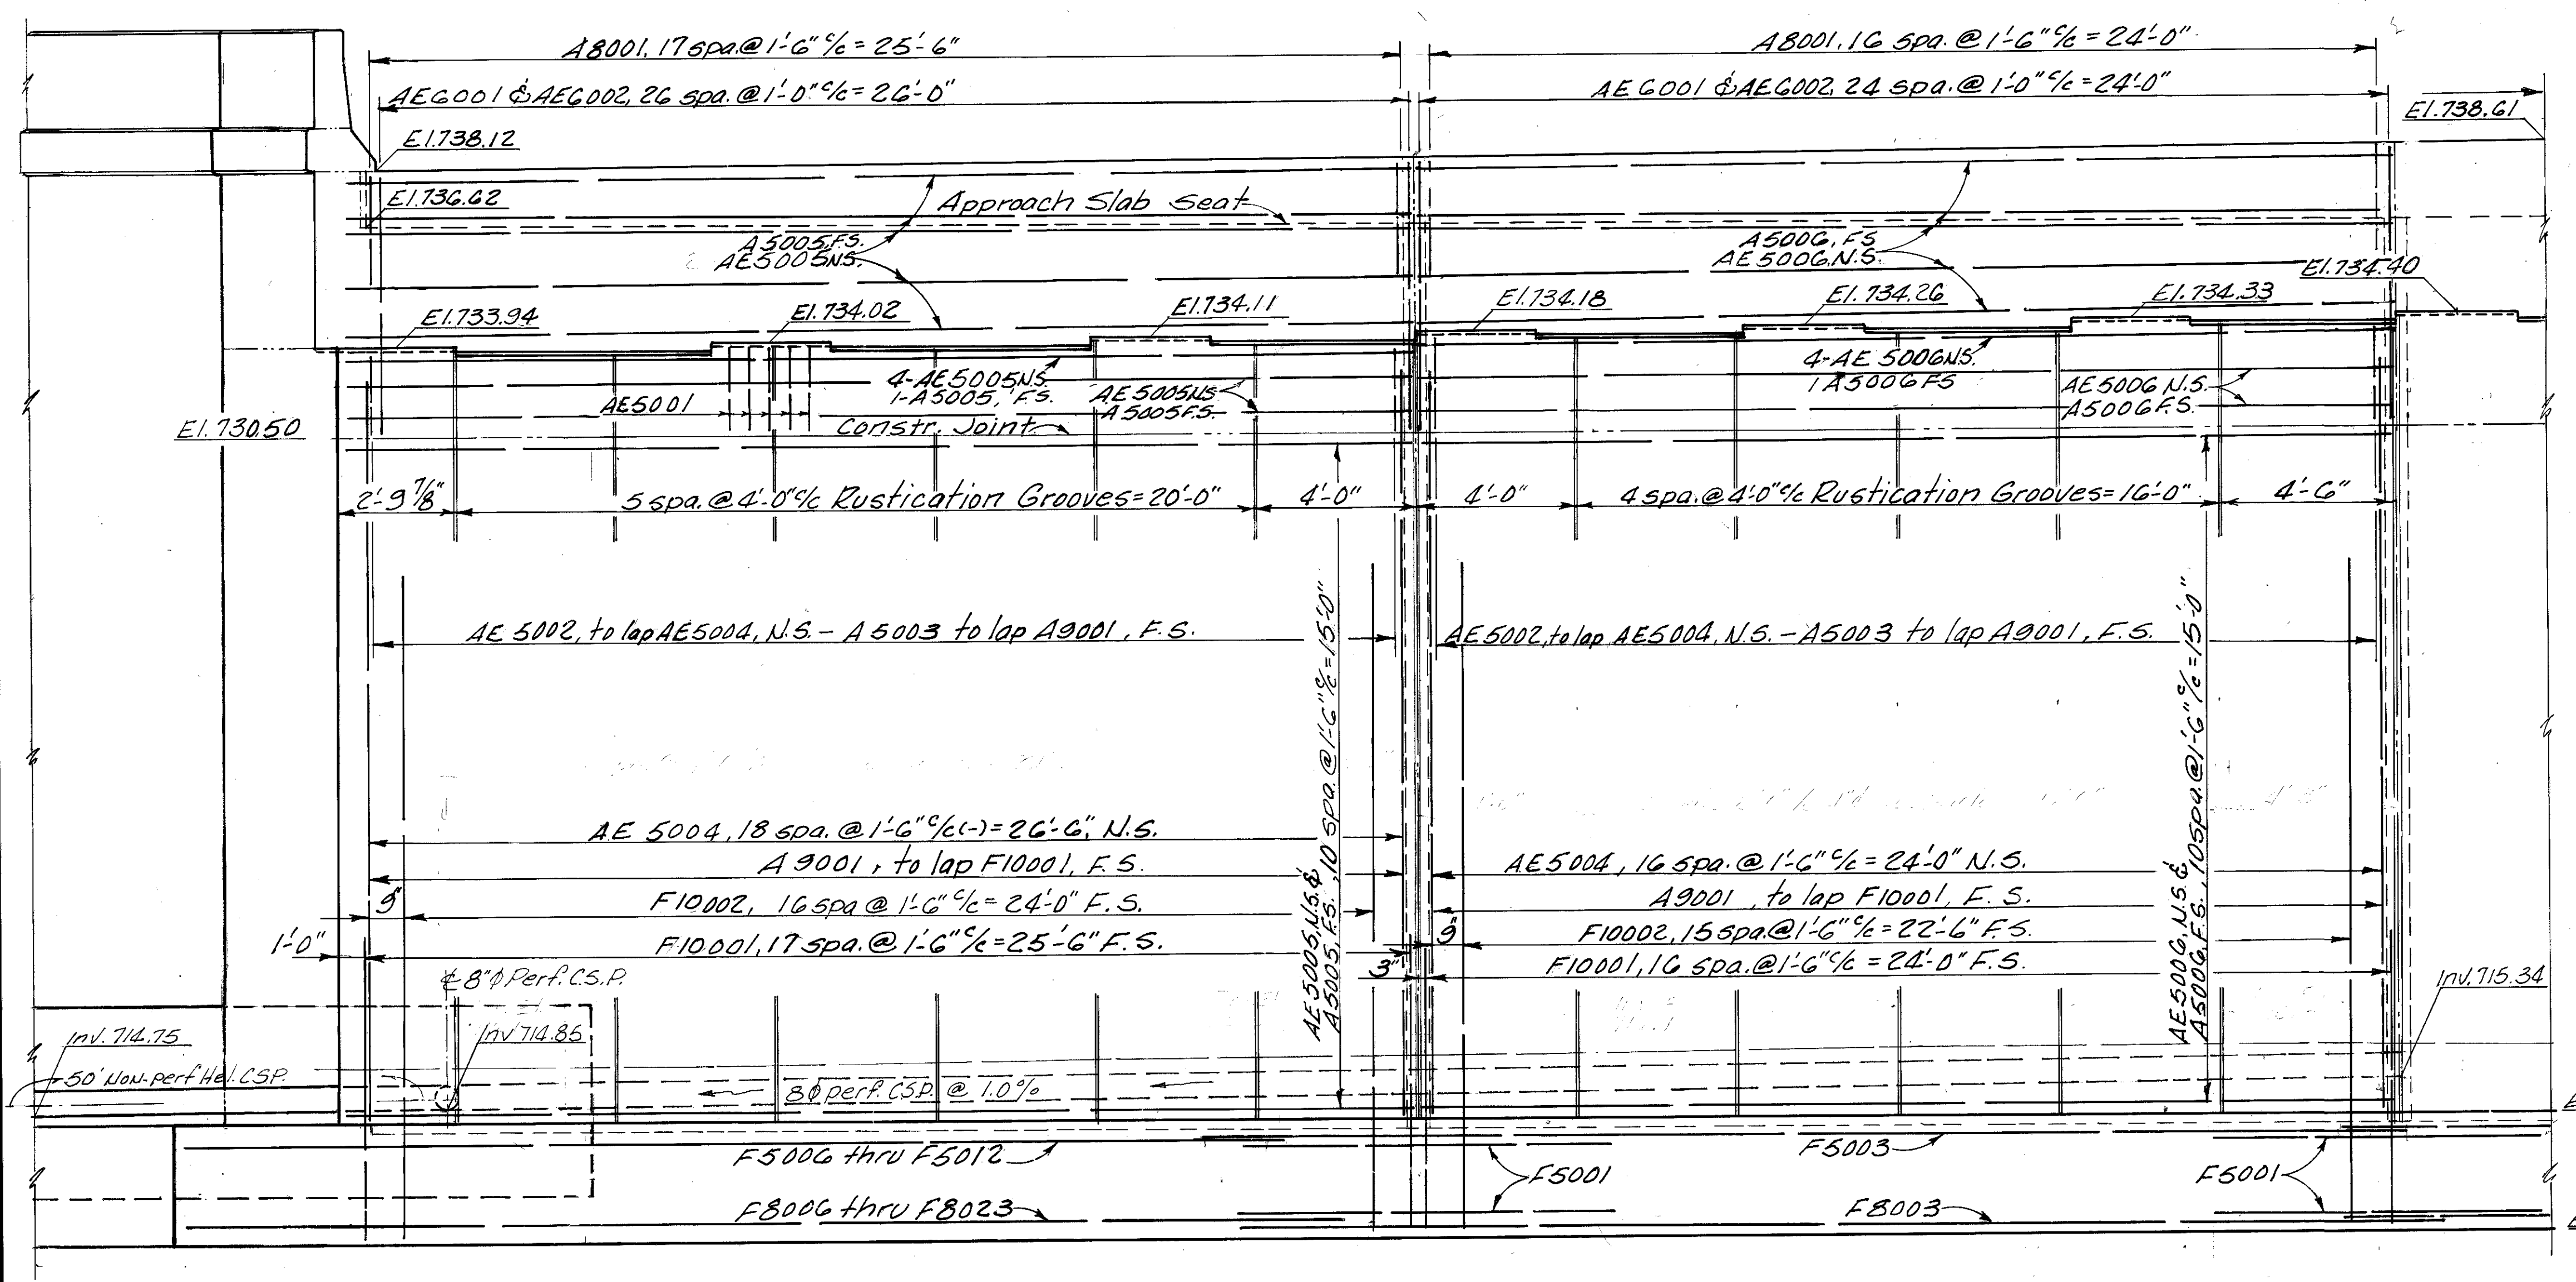 A8001, 17 spa. @ 1'-6" c/c = 25'-6"
A8001, 16 spa. @ 1'-6" c/c = 24'-0"
AE6001 & AE6002, 26 spa. @ 1'-0" c/c = 26'-0"
AE6001 & AE6002, 24 spa. @ 1'-0" c/c = 24'-0"
El. 738.61
El. 738.12
El. 736.62
Approach Slab Seat
A5005, F.S.
AE5005 N.S.
A5006, F.S
AE5006, N.S.
El. 734.40
El. 733.94
El. 734.02
El. 734.11
El. 734.18
El. 734.26
El. 734.33
4-AE5005 N.S.
1-A5005, F.S.
AE5005 N.S.
A5005 F.S.
4-AE 5006 N.S.
1 A5006 FS
AE5006 N.S.
A5006 F.S.
AE5001
Constr. Joint
El. 730.50
2'-9 7/8"
5 spa. @ 4'-0" c/c Rustication Grooves = 20'-0"
4'-0"
4'-0"
4 spa. @ 4'-0" c/c Rustication Grooves = 16'-0"
4'-6"
AE 5002, to lap AE5004, N.S. - A5003 to lap A9001, F.S.
AE 5002, to lap AE5004, N.S. - A5003 to lap A9001, F.S.
AE5005, N.S. &
A5005, F.S., 10 spa. @ 1'-6" c/c = 15'-0"
AE5006, N.S. &
A5006, F.S., 10 spa. @ 1'-6" c/c = 15'-0"
AE 5004, 18 spa. @ 1'-6" c/c (-) = 26'-6", N.S.
A9001, to lap F10001, F.S.
9"
F10002, 16 spa @ 1'-6" c/c = 24'-0" F.S.
1'-0"
F10001, 17 spa. @ 1'-6" c/c = 25'-6" F.S.
3"
AE5004, 16 spa. @ 1'-6" c/c = 24'-0" N.S.
A9001, to lap F10001, F.S.
9"
F10002, 15 spa. @ 1'-6" c/c = 22'-6" F.S.
F10001, 16 spa. @ 1'-6" c/c = 24'-0" F.S.
℄ 8"φ Perf. C.S.P.
Inv. 715.34
Inv. 714.75
Inv 714.85
50' Non-perf Hel. CSP.
8φ perf. CSP. @ 1.0%
F5006 thru F5012
F5003
F5001
F5001
F8006 thru F8023
F8003